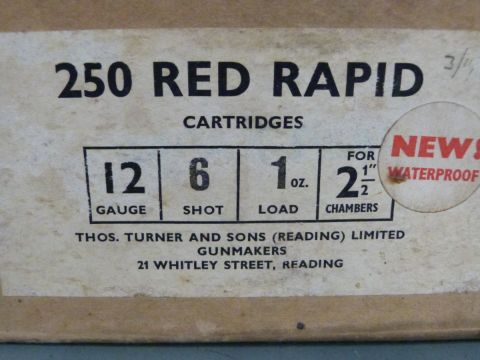 250 RED RAPID
CARTRIDGES
12 GAUGE
6 SHOT
1 OZ. LOAD
FOR 2 1/2" CHAMBERS
NEW!
WATERPROOF
THOS. TURNER AND SONS (READING) LIMITED
GUNMAKERS
21 WHITLEY STREET, READING